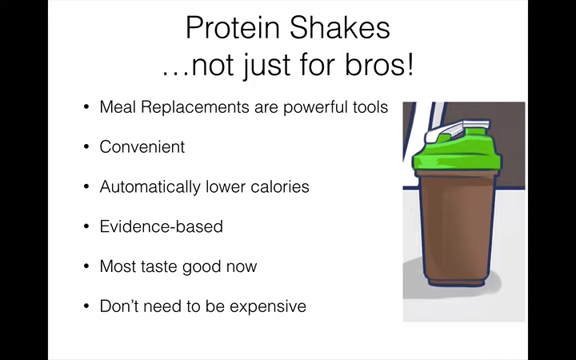 Protein Shakes
…not just for bros!
• Meal Replacements are powerful tools
• Convenient
• Automatically lower calories
• Evidence-based
• Most taste good now
• Don’t need to be expensive